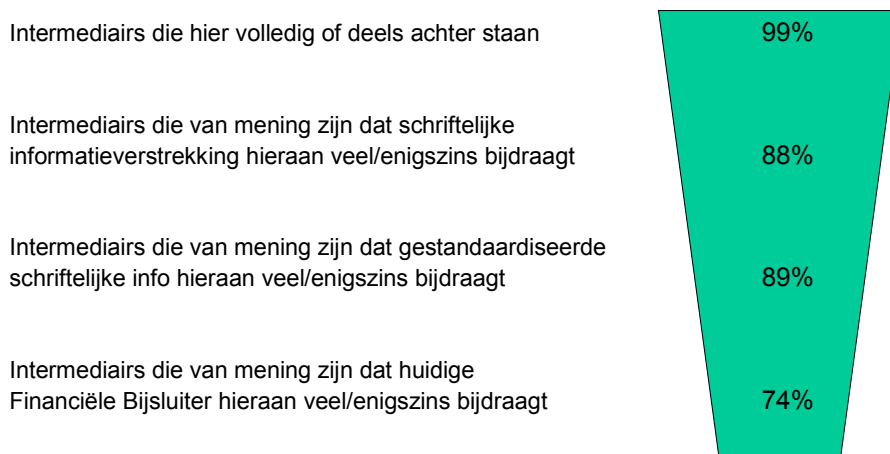 Intermediairs die hier volledig of deels achter staan 99%
Intermediairs die van mening zijn dat schriftelijke
informatieverstrekking hieraan veel/enigszins bijdraagt 88%
Intermediairs die van mening zijn dat gestandaardiseerde
schriftelijke info hieraan veel/enigszins bijdraagt 89%
Intermediairs die van mening zijn dat huidige
Financiële Bijsluiter hieraan veel/enigszins bijdraagt 74%